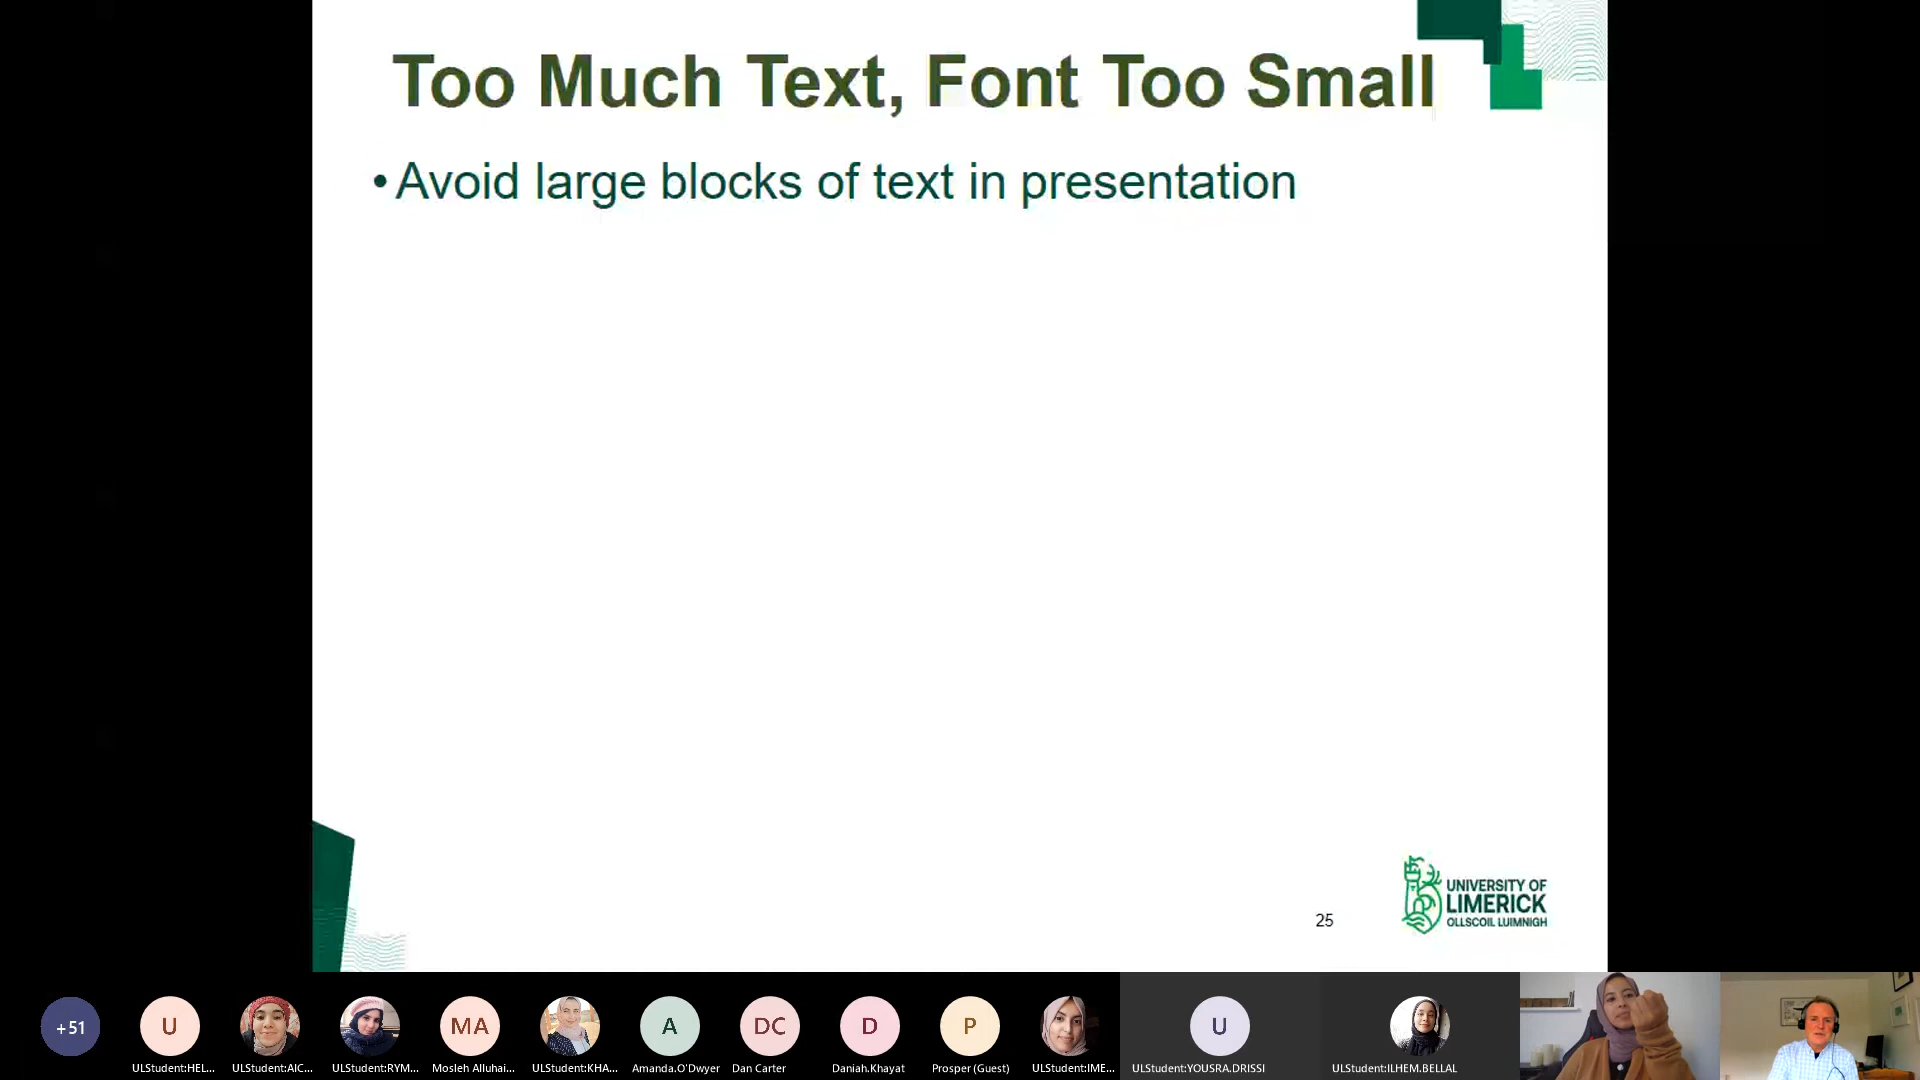 Too Much Text, Font Too Small
•Avoid large blocks of text in presentation
25
UNIVERSITY OF
LIMERICK
OLLSCOIL LUIMNIGH
+51
U
MA
A
DC
D
P
U
ULStudent:HEL...
ULStudent:AIC...
ULStudent:RYM...
Mosleh Alluhai...
ULStudent:KHA...
Amanda.O'Dwyer
Dan Carter
Daniah.Khayat
Prosper (Guest)
ULStudent:IME...
ULStudent:YOUSRA.DRISSI
ULStudent:ILHEM.BELLAL